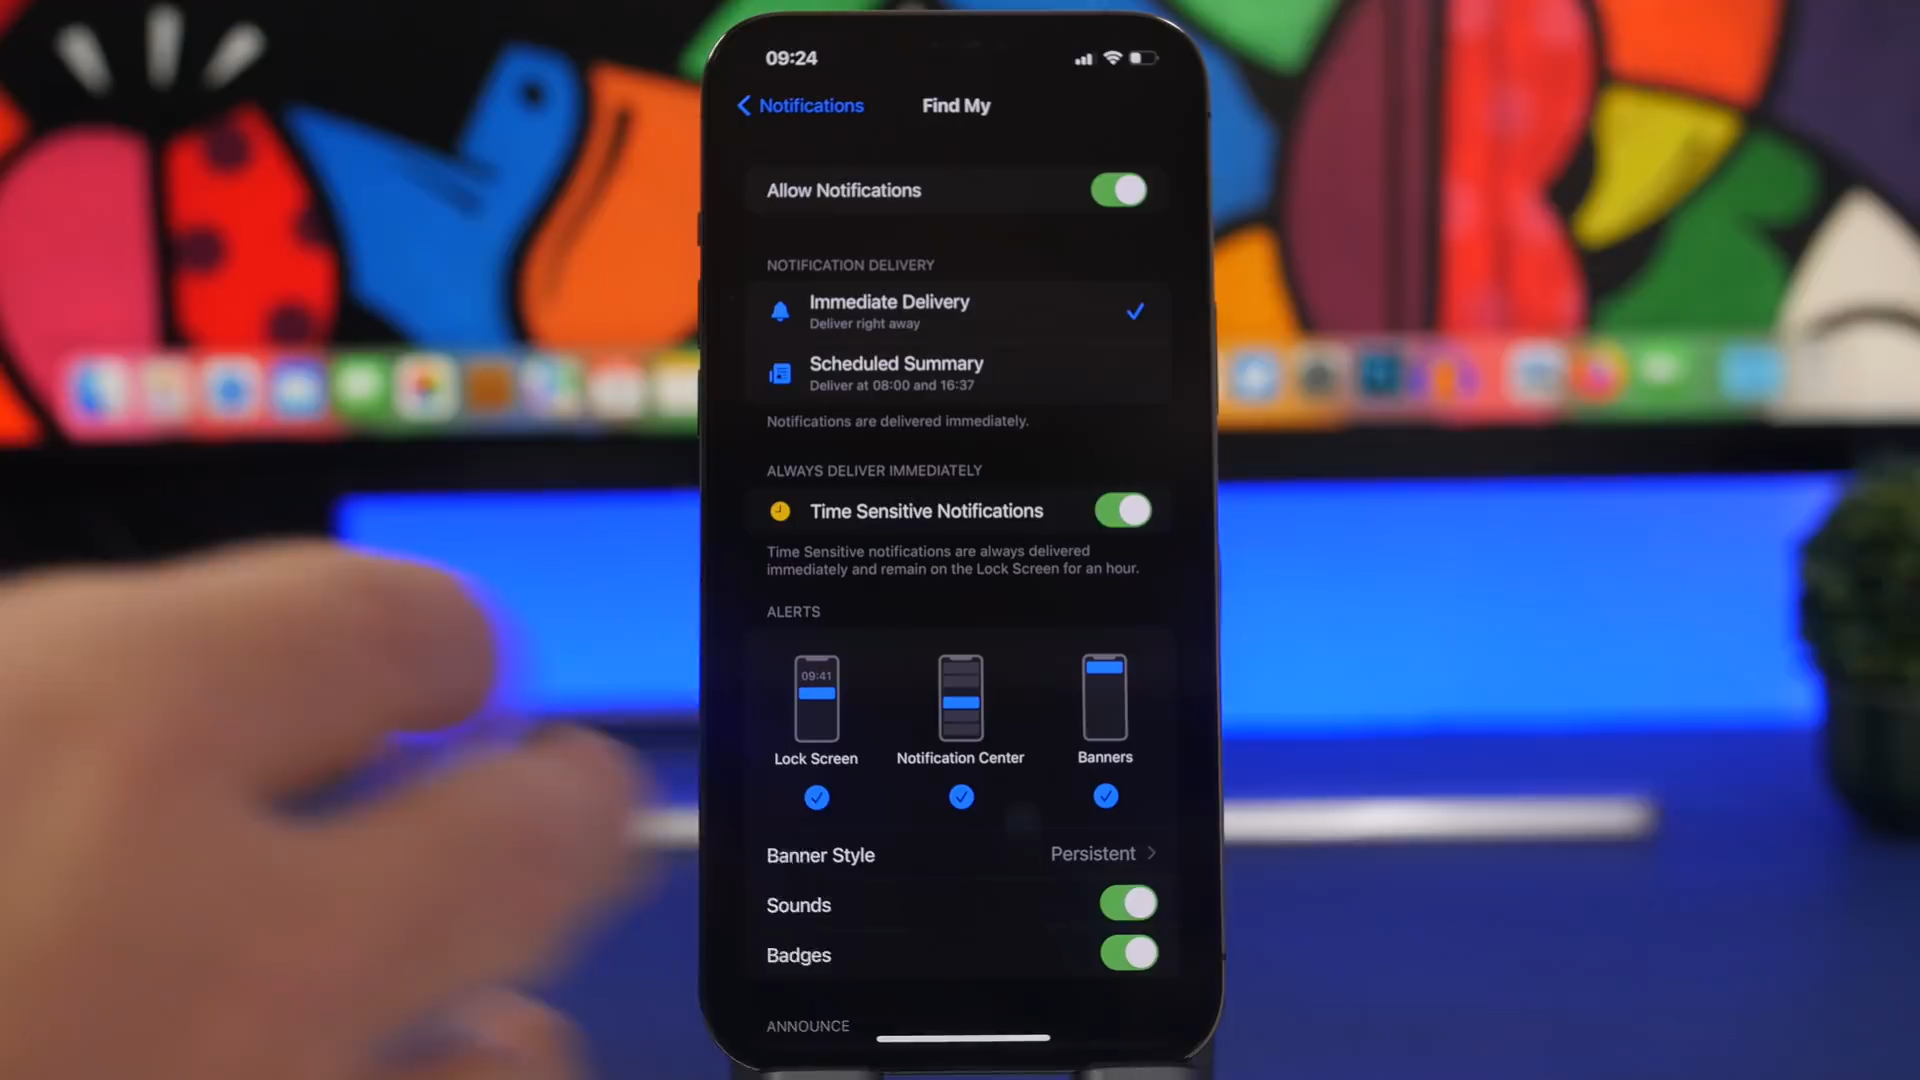 09:24
Notifications
Find My
Allow Notifications
NOTIFICATION DELIVERY
Immediate Delivery
Deliver right away
Scheduled Summary
Deliver at 08:00 and 16:37
Notifications are delivered immediately.
ALWAYS DELIVER IMMEDIATELY
Time Sensitive Notifications
Time Sensitive notifications are always delivered
immediately and remain on the Lock Screen for an hour.
ALERTS
09:41
Lock Screen
Notification Center
Banners
Banner Style
Persistent
Sounds
Badges
ANNOUNCE